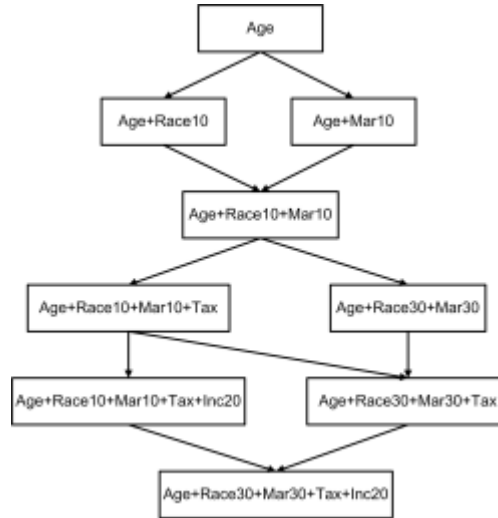 Age
Age+Race10
Age+Mar10
Age+Race10+Mar10
Age+Race10+Mar10+Tax
Age+Race30+Mar30
Age+Race10+Mar10+Tax+Inc20
Age+Race30+Mar30+Tax
Age+Race30+Mar30+Tax+Inc20